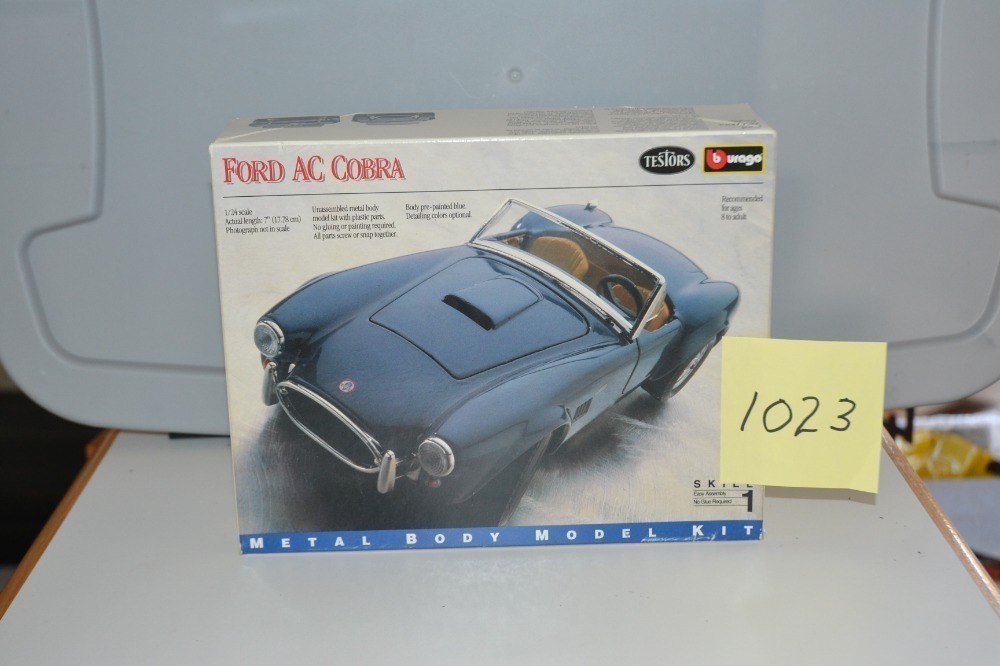 FORD AC COBRA
TESTORS
burago
1/24 scale
Actual length: 7" (17.78 cm)
Photograph not in scale
Unassembled metal body
model kit with plastic parts.
No gluing or painting required.
All parts screw or snap together.
Body pre-painted blue.
Detailing colors optional.
Recommended
for ages
8 to adult
1023
SKILL
Easy Assembly
No Glue Required
1
METAL BODY MODEL KIT